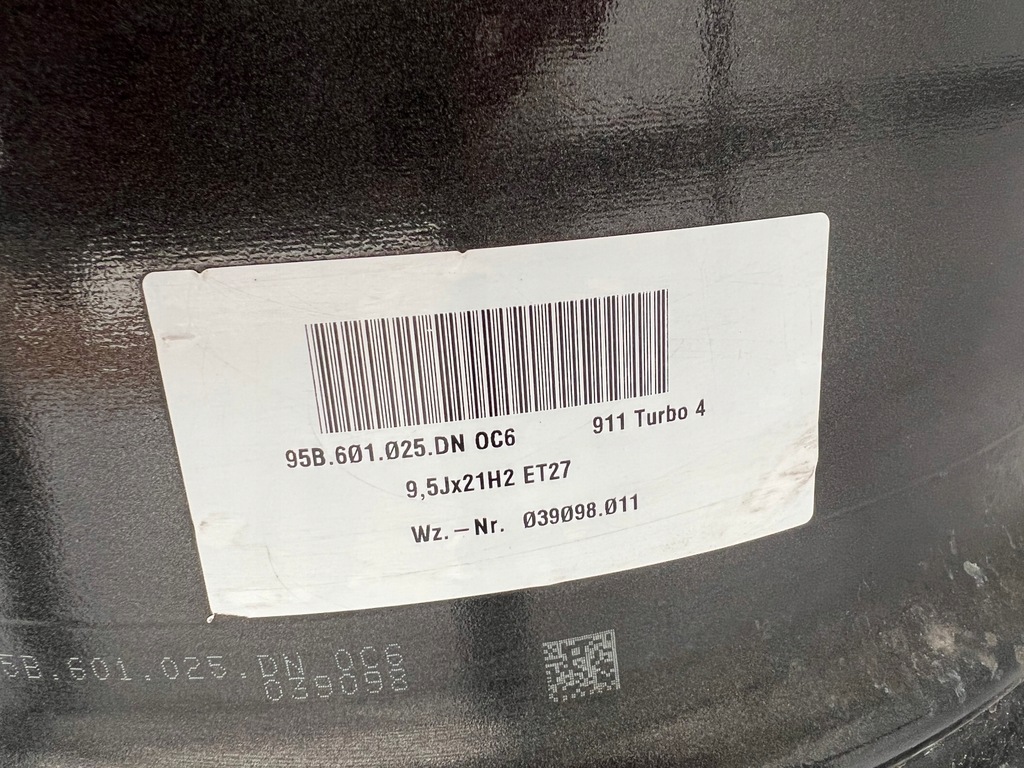 95B.6Ø1.Ø25.DN OC6 911 Turbo 4
9,5Jx21H2 ET27
Wz.–Nr. Ø39Ø98.Ø11
5B.601.025.DN OC6
039098